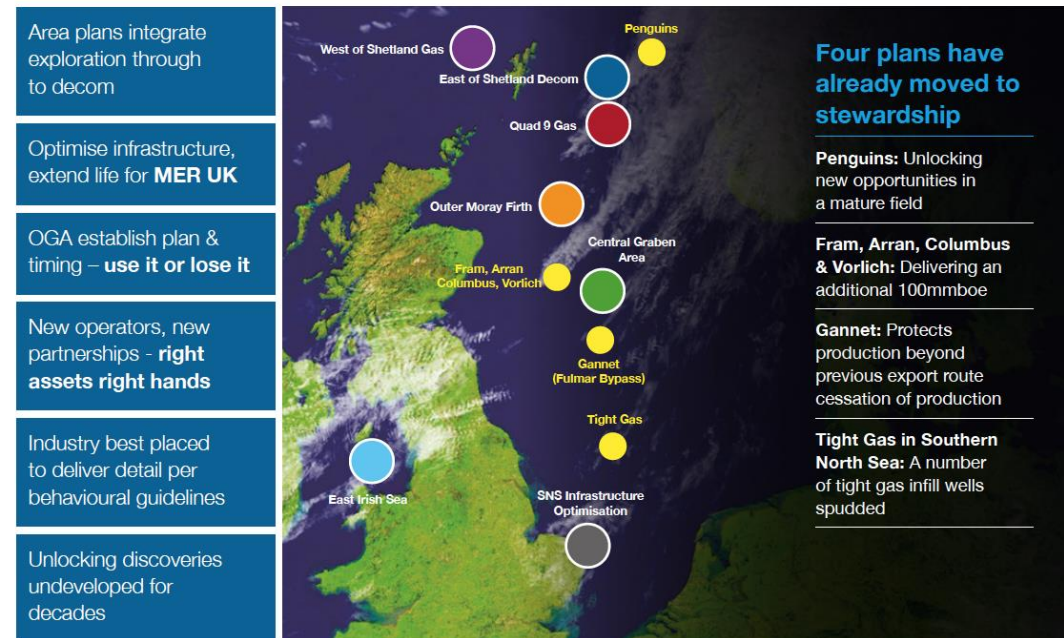 Area plans integrate
exploration through
to decom
Optimise infrastructure,
extend life for MER UK
OGA establish plan &
timing – use it or lose it
New operators, new
partnerships - right
assets right hands
Industry best placed
to deliver detail per
behavioural guidelines
Unlocking discoveries
undeveloped for
decades
West of Shetland Gas
Penguins
East of Shetland Decom
Quad 9 Gas
Outer Moray Firth
Central Graben
Area
Fram, Arran
Columbus, Vorlich
Gannet
(Fulmar Bypass)
Tight Gas
East Irish Sea
SNS Infrastructure
Optimisation
Four plans have
already moved to
stewardship
Penguins: Unlocking
new opportunities in
a mature field
Fram, Arran, Columbus
& Vorlich: Delivering an
additional 100mmboe
Gannet: Protects
production beyond
previous export route
cessation of production
Tight Gas in Southern
North Sea: A number
of tight gas infill wells
spudded